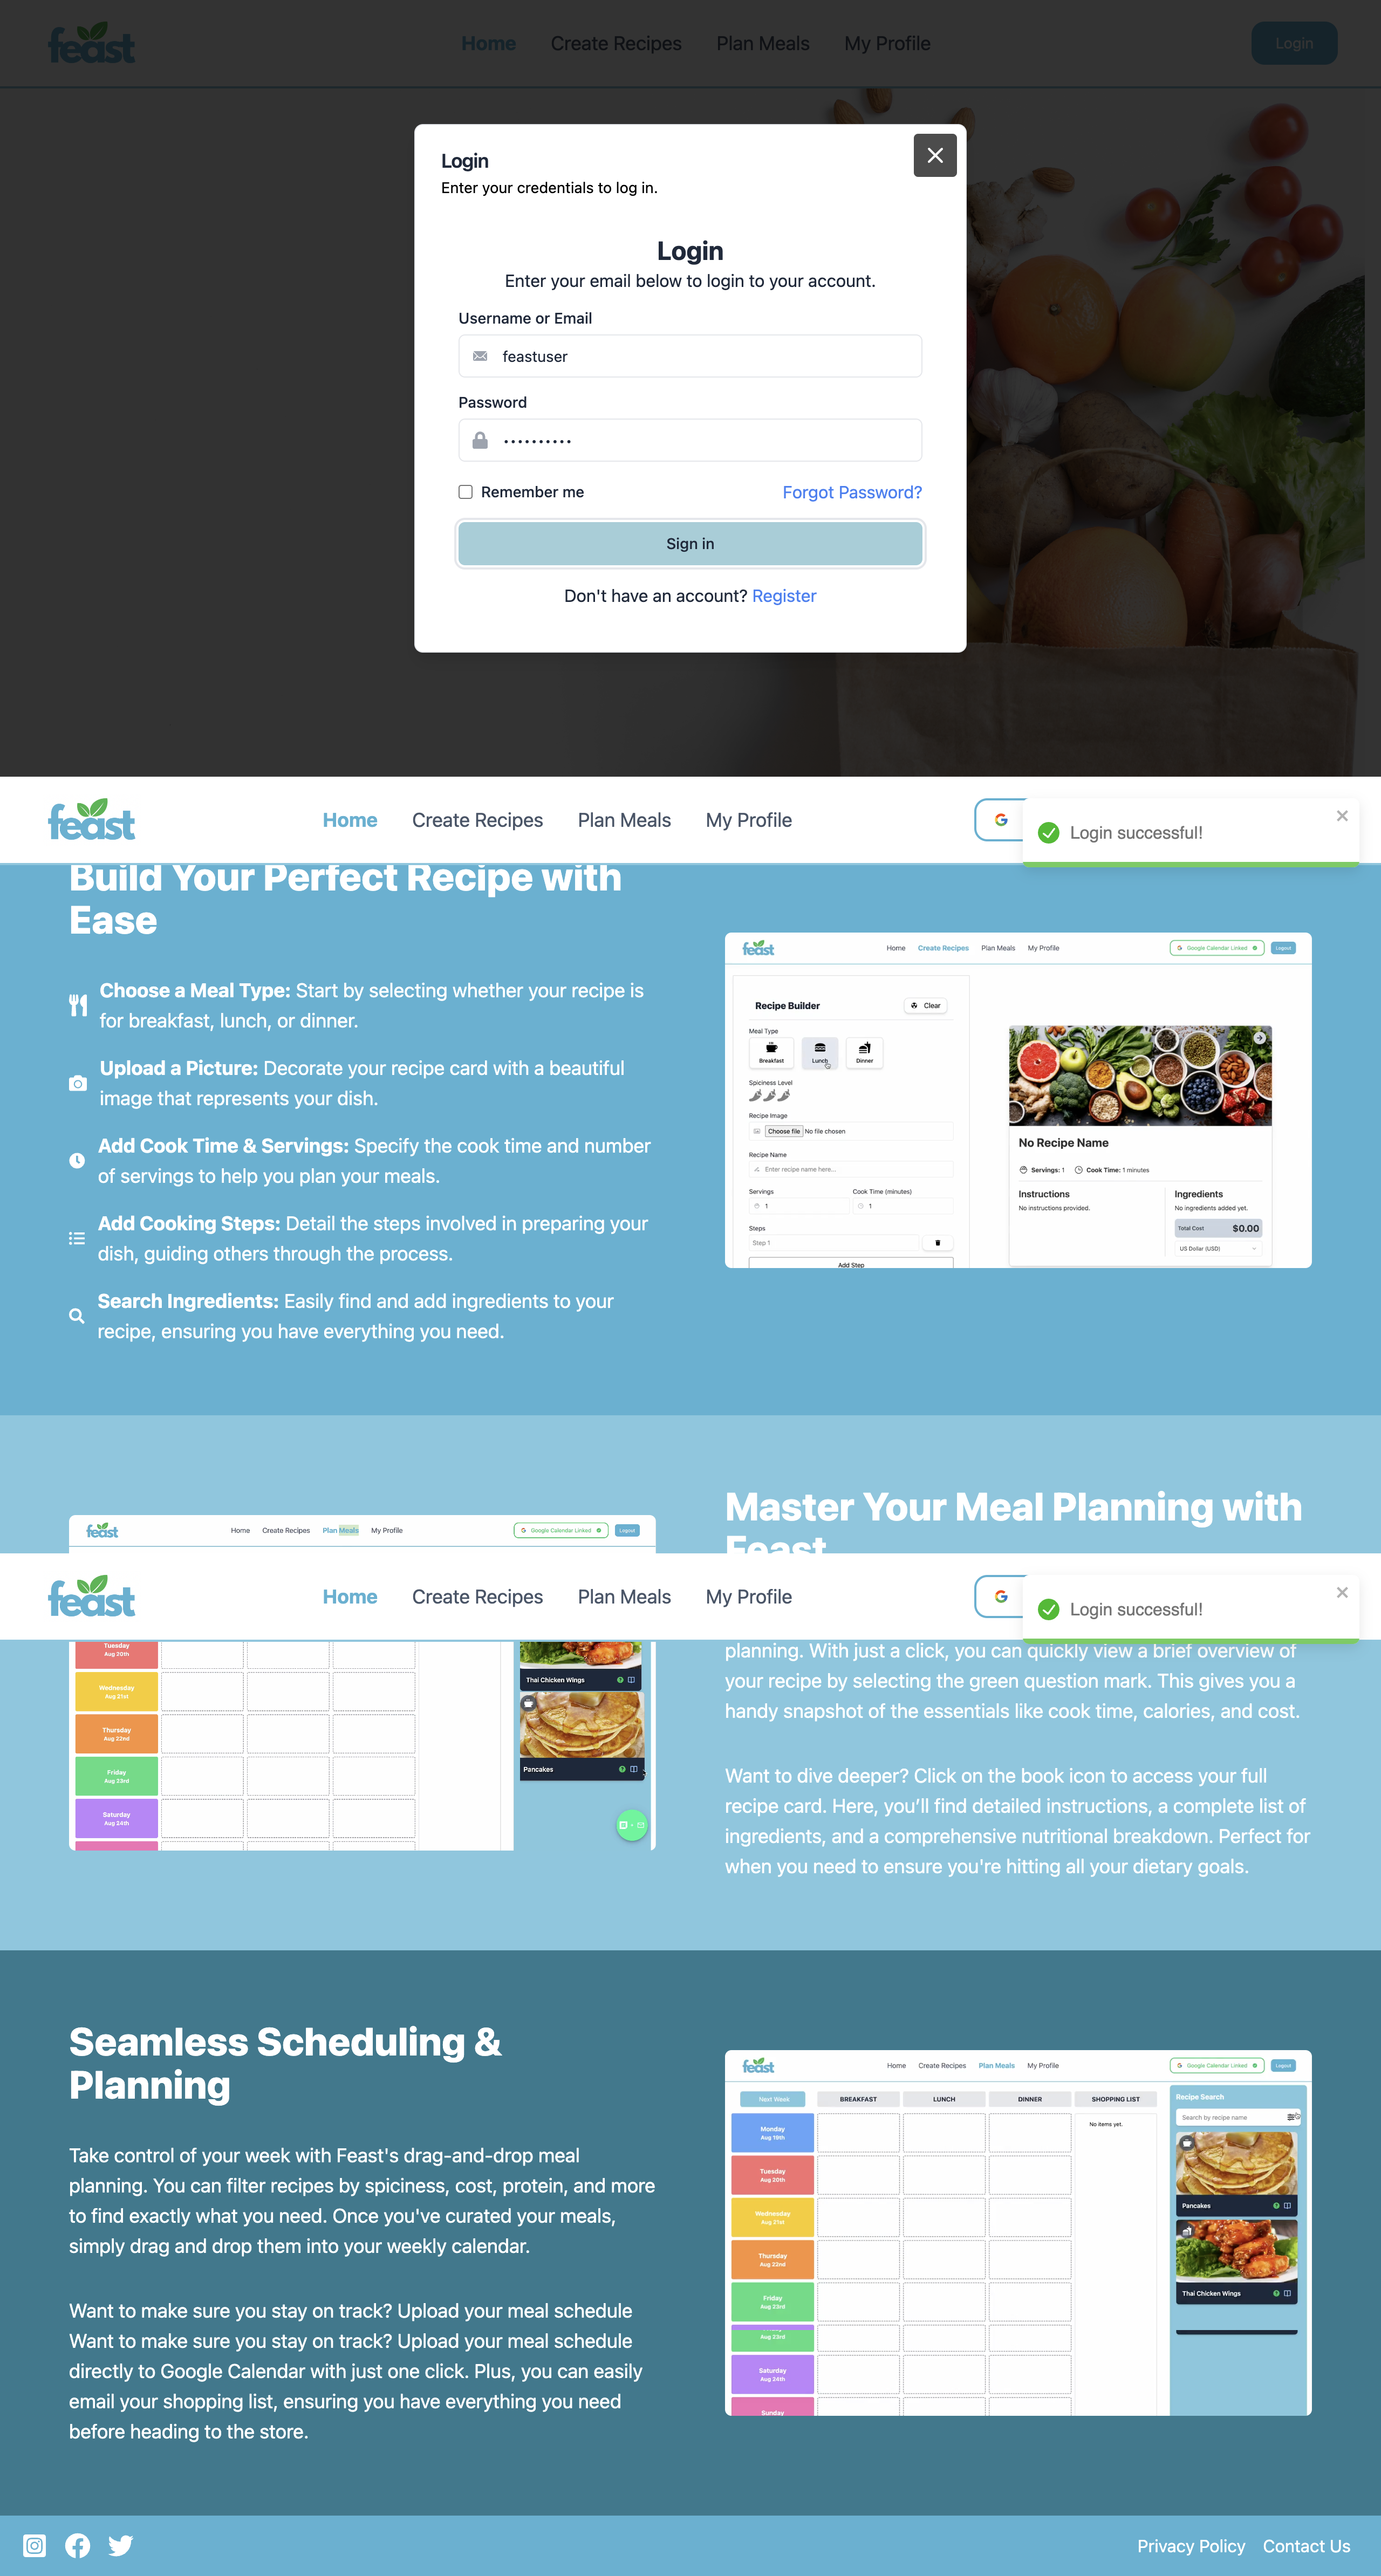 feast
Home Create Recipes Plan Meals My Profile
Login
Login
Enter your credentials to log in.
Login
Enter your email below to login to your account.
Username or Email
feastuser
Password
Remember me
Forgot Password?
Sign in
Don't have an account? Register
feast
Home Create Recipes Plan Meals My Profile
Login successful!
Build Your Perfect Recipe with
Ease
Choose a Meal Type: Start by selecting whether your recipe is
for breakfast, lunch, or dinner.
Upload a Picture: Decorate your recipe card with a beautiful
image that represents your dish.
Add Cook Time & Servings: Specify the cook time and number
of servings to help you plan your meals.
Add Cooking Steps: Detail the steps involved in preparing your
dish, guiding others through the process.
Search Ingredients: Easily find and add ingredients to your
recipe, ensuring you have everything you need.
feast
Home Create Recipes Plan Meals My Profile
Google Calendar Linked
Logout
Recipe Builder
Clear
Meal Type
Breakfast
Lunch
Dinner
Spiciness Level
Recipe Image
Choose file No file chosen
Recipe Name
Enter recipe name here...
Servings
Cook Time (minutes)
1
1
Steps
Step 1
Add Step
No Recipe Name
Servings: 1 Cook Time: 1 minutes
Instructions
No instructions provided.
Ingredients
No ingredients added yet.
Total Cost $0.00
US Dollar (USD)
feast
Home Create Recipes Plan Meals My Profile
Google Calendar Linked
Logout
Master Your Meal Planning with
Feast
feast
Home Create Recipes Plan Meals My Profile
Login successful!
Tuesday
Aug 20th
Wednesday
Aug 21st
Thursday
Aug 22nd
Friday
Aug 23rd
Saturday
Aug 24th
Thai Chicken Wings
Pancakes
planning. With just a click, you can quickly view a brief overview of
your recipe by selecting the green question mark. This gives you a
handy snapshot of the essentials like cook time, calories, and cost.
Want to dive deeper? Click on the book icon to access your full
recipe card. Here, you’ll find detailed instructions, a complete list of
ingredients, and a comprehensive nutritional breakdown. Perfect for
when you need to ensure you're hitting all your dietary goals.
Seamless Scheduling &
Planning
Take control of your week with Feast's drag-and-drop meal
planning. You can filter recipes by spiciness, cost, protein, and more
to find exactly what you need. Once you've curated your meals,
simply drag and drop them into your weekly calendar.
Want to make sure you stay on track? Upload your meal schedule
Want to make sure you stay on track? Upload your meal schedule
directly to Google Calendar with just one click. Plus, you can easily
email your shopping list, ensuring you have everything you need
before heading to the store.
feast
Home Create Recipes Plan Meals My Profile
Google Calendar Linked
Logout
Next Week
BREAKFAST
LUNCH
DINNER
SHOPPING LIST
No items yet.
Monday
Aug 19th
Tuesday
Aug 20th
Wednesday
Aug 21st
Thursday
Aug 22nd
Friday
Aug 23rd
Aug 23rd
Saturday
Aug 24th
Sunday
Recipe Search
Search by recipe name
Pancakes
Thai Chicken Wings
Privacy Policy Contact Us